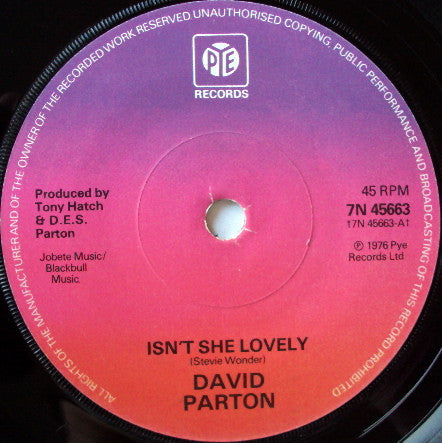 ALL RIGHTS OF THE MANUFACTURER AND OF THE OWNER OF THE RECORDED WORK RESERVED UNAUTHORISED COPYING, PUBLIC PERFORMANCE AND BROADCASTING OF THIS RECORD PROHIBITED
PYE
RECORDS
Produced by
Tony Hatch
& D.E.S.
Parton
Jobete Music/
Blackbull
Music.
45 RPM
7N 45663
17N 45663-A1
Ⓟ 1976 Pye
Records Ltd
ISN'T SHE LOVELY
(Stevie Wonder)
DAVID
PARTON